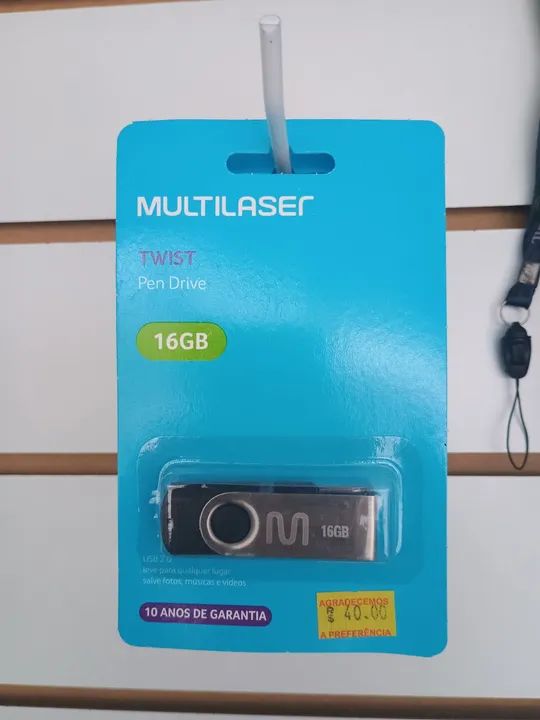 MULTILASER
TWIST
Pen Drive
16GB
M 16GB
USB 2.0
leve para qualquer lugar
salve fotos, músicas e vídeos
10 ANOS DE GARANTIA
AGRADECEMOS
R$ 40.00
A PREFERÊNCIA